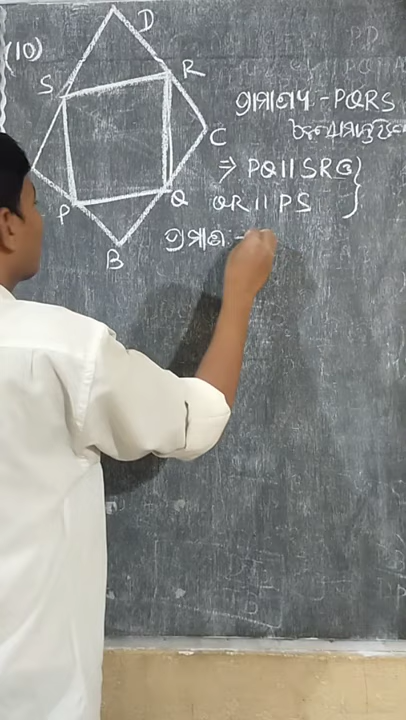 (10)
D
R
S
C
P
Q
B
ପ୍ରାମାଣ୍ୟ - PQRS
⇒ PQ || SR ଓ }
QR || PS
ପ୍ରମାଣ -